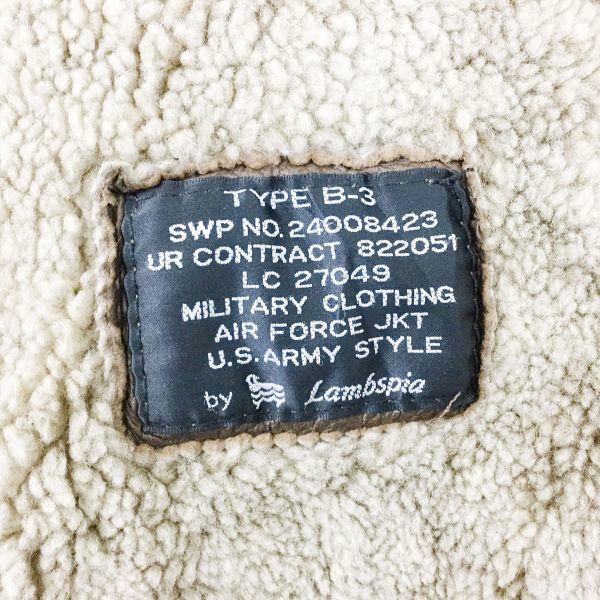 TYPE B-3
SWP NO. 24008423
UR CONTRACT 822051
LC 27049
MILITARY CLOTHING
AIR FORCE JKT
U.S. ARMY STYLE
by Lambspia